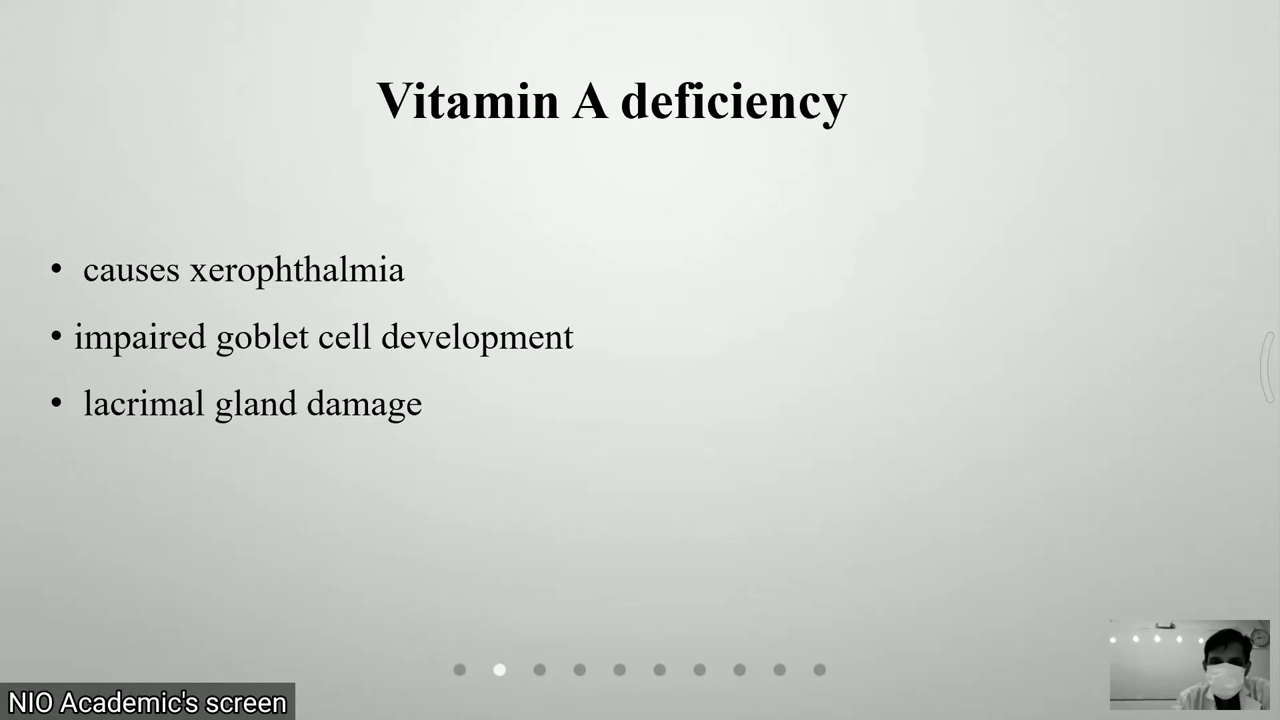 Vitamin A deficiency
• causes xerophthalmia
• impaired goblet cell development
• lacrimal gland damage
NIO Academic's screen